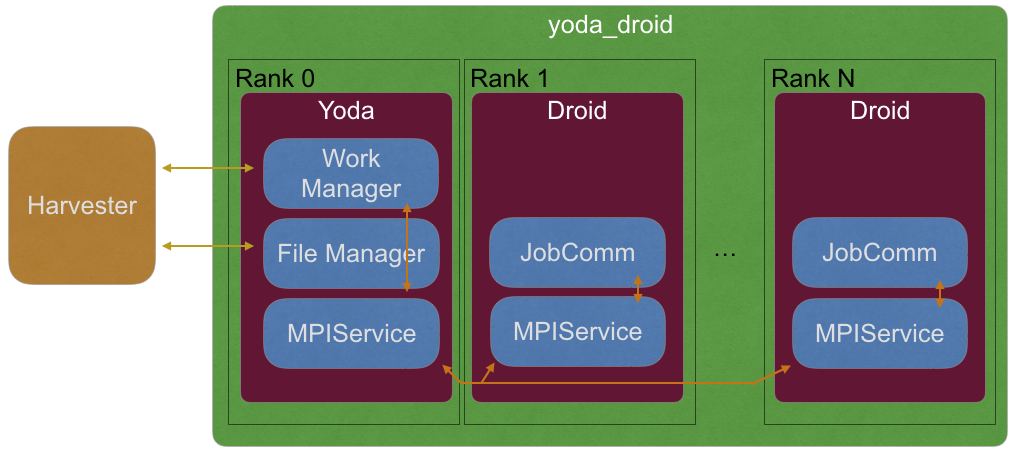 yoda_droid
Rank 0
Rank 1
Rank N
Yoda
Droid
Droid
Work
Manager
Harvester
File Manager
JobComm
...
JobComm
MPIService
MPIService
MPIService